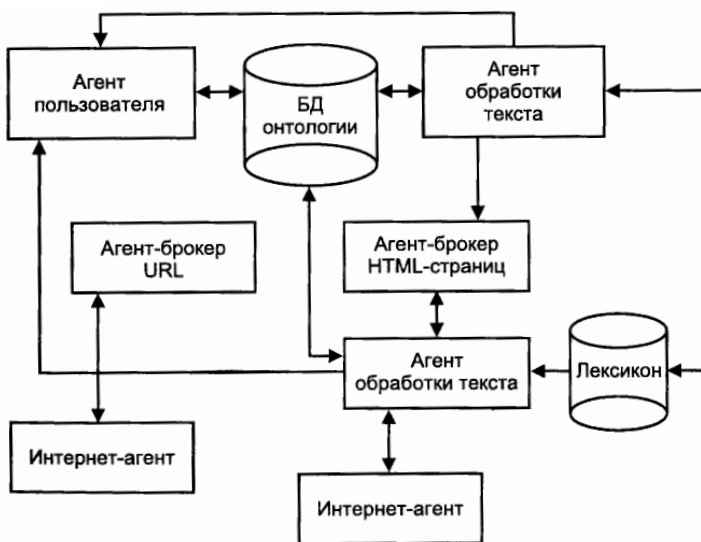 Агент
пользователя
БД
онтологии
Агент
обработки
текста
Агент-брокер
URL
Агент-брокер
HTML-страниц
Агент
обработки текста
Лексикон
Интернет-агент
Интернет-агент